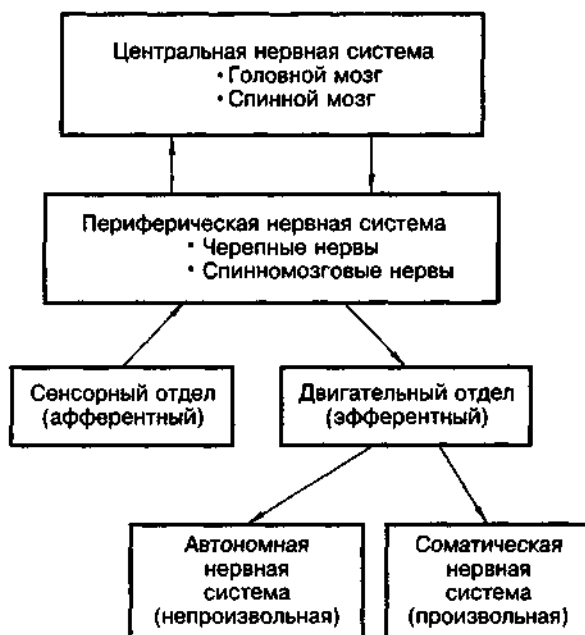 Центральная нервная система
• Головной мозг
• Спинной мозг
Периферическая нервная система
• Черепные нервы
• Спинномозговые нервы
Сенсорный отдел
(афферентный)
Двигательный отдел
(эфферентный)
Автономная
нервная
система
(непроизвольная)
Соматическая
нервная
система
(произвольная)